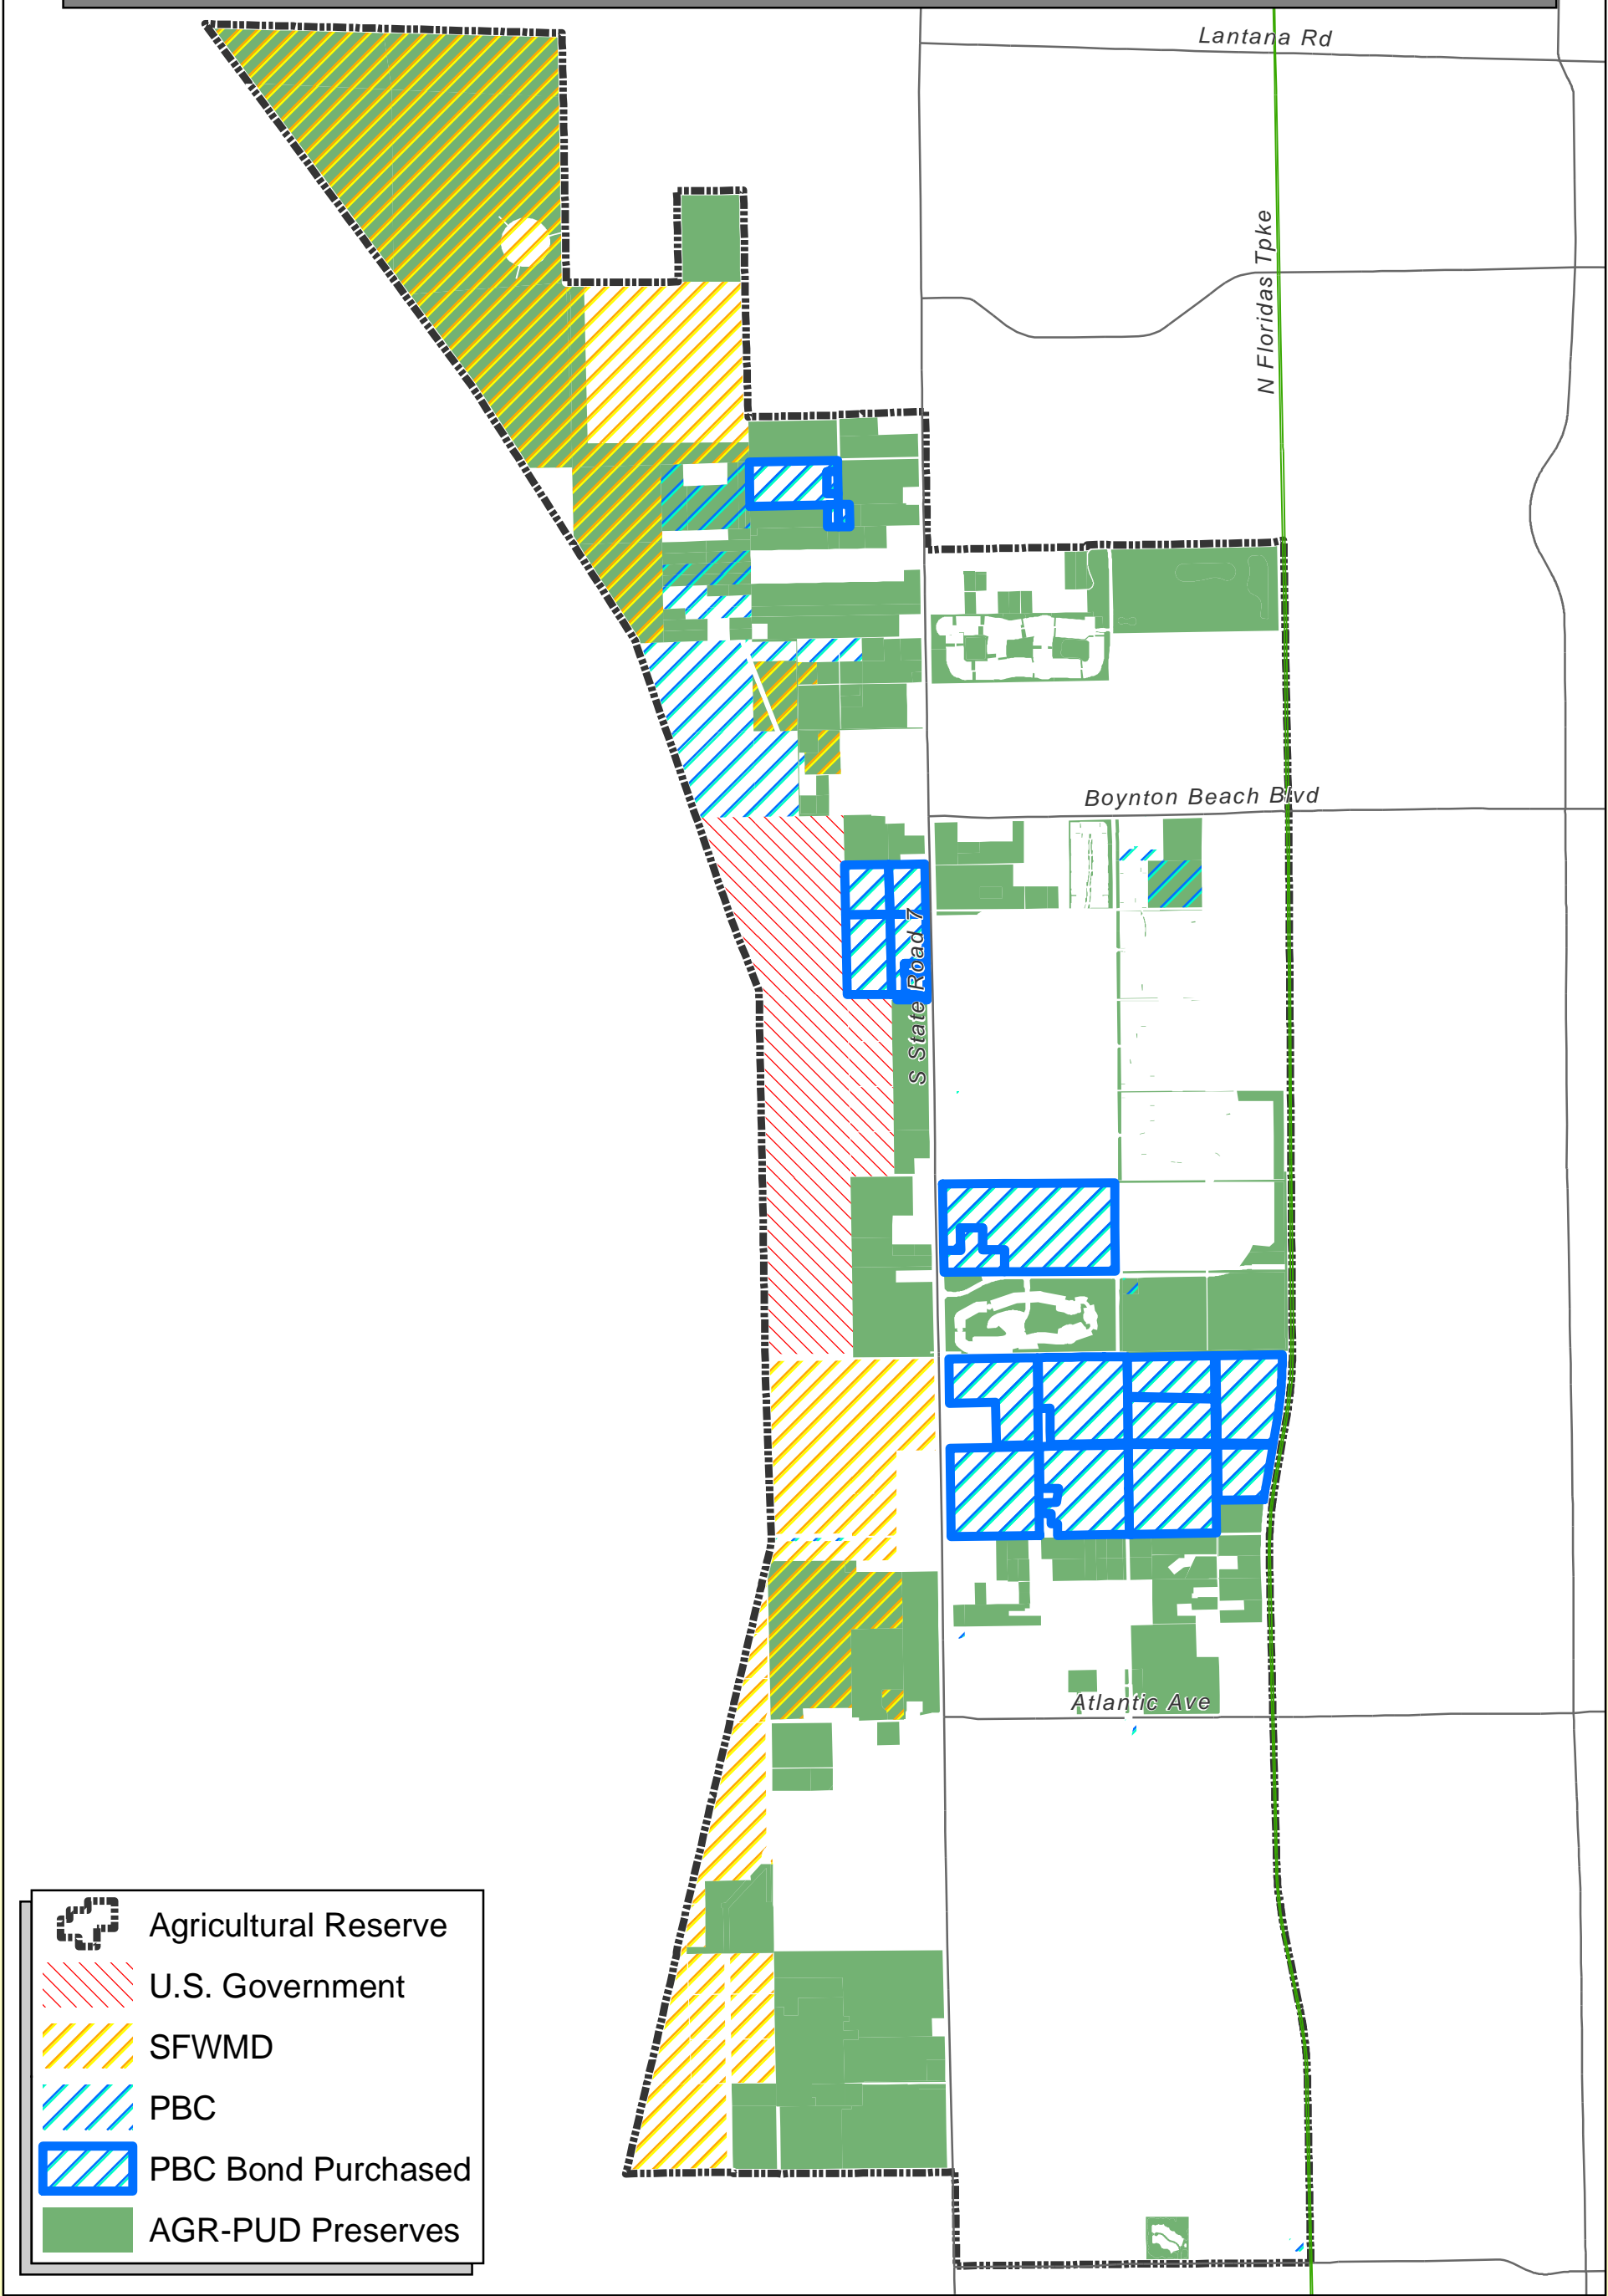 Lantana Rd
N Floridas Tpke
Boynton Beach Blvd
S State Road 7
Atlantic Ave
Agricultural Reserve
U.S. Government
SFWMD
PBC
PBC Bond Purchased
AGR-PUD Preserves